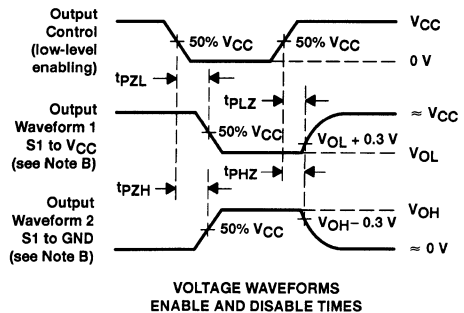 Output
Control
(low-level
enabling)
50% VCC
50% VCC
VCC
0 V
tPZL
tPLZ
Output
Waveform 1
S1 to VCC
(see Note B)
50% VCC
VOL + 0.3 V
≈ VCC
VOL
tPZH
tPHZ
Output
Waveform 2
S1 to GND
(see Note B)
50% VCC
VOH − 0.3 V
VOH
≈ 0 V
VOLTAGE WAVEFORMS
ENABLE AND DISABLE TIMES